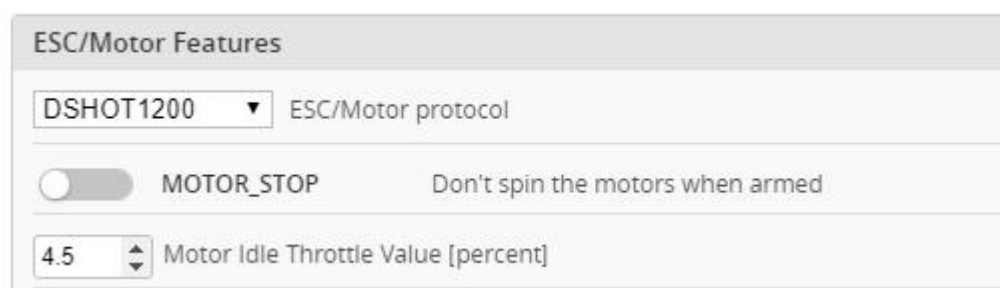 ESC/Motor Features
DSHOT1200 ESC/Motor protocol
MOTOR_STOP Don't spin the motors when armed
4.5 Motor Idle Throttle Value [percent]